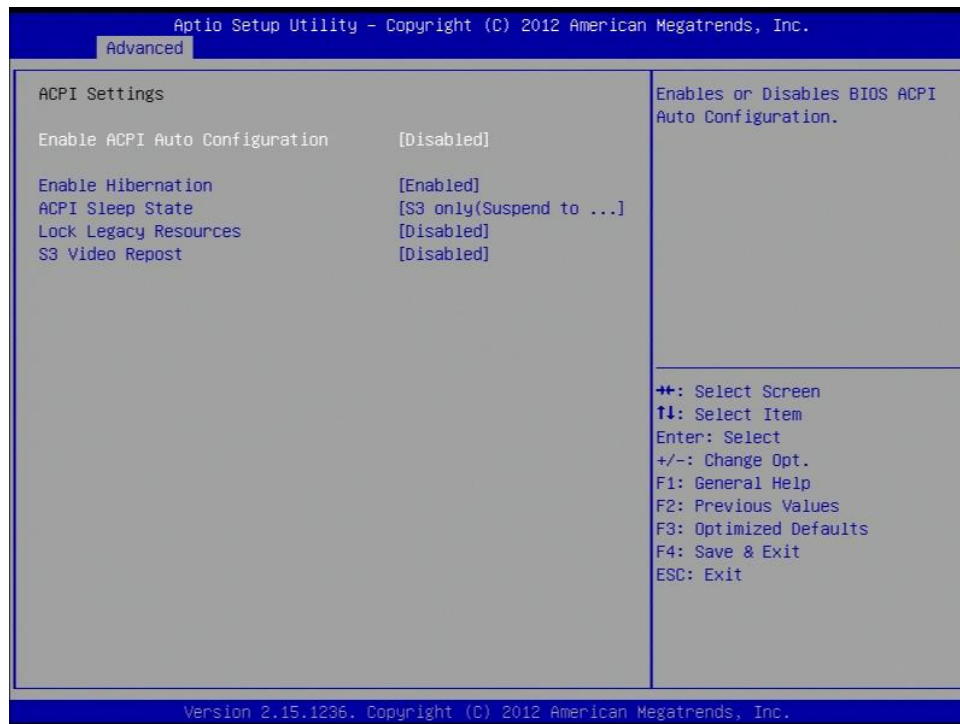 Aptio Setup Utility – Copyright (C) 2012 American Megatrends, Inc.
Advanced
ACPI Settings
Enable ACPI Auto Configuration [Disabled]
Enable Hibernation [Enabled]
ACPI Sleep State [S3 only(Suspend to ...]
Lock Legacy Resources [Disabled]
S3 Video Repost [Disabled]
Enables or Disables BIOS ACPI
Auto Configuration.
→←: Select Screen
↑↓: Select Item
Enter: Select
+/-: Change Opt.
F1: General Help
F2: Previous Values
F3: Optimized Defaults
F4: Save & Exit
ESC: Exit
Version 2.15.1236. Copyright (C) 2012 American Megatrends, Inc.